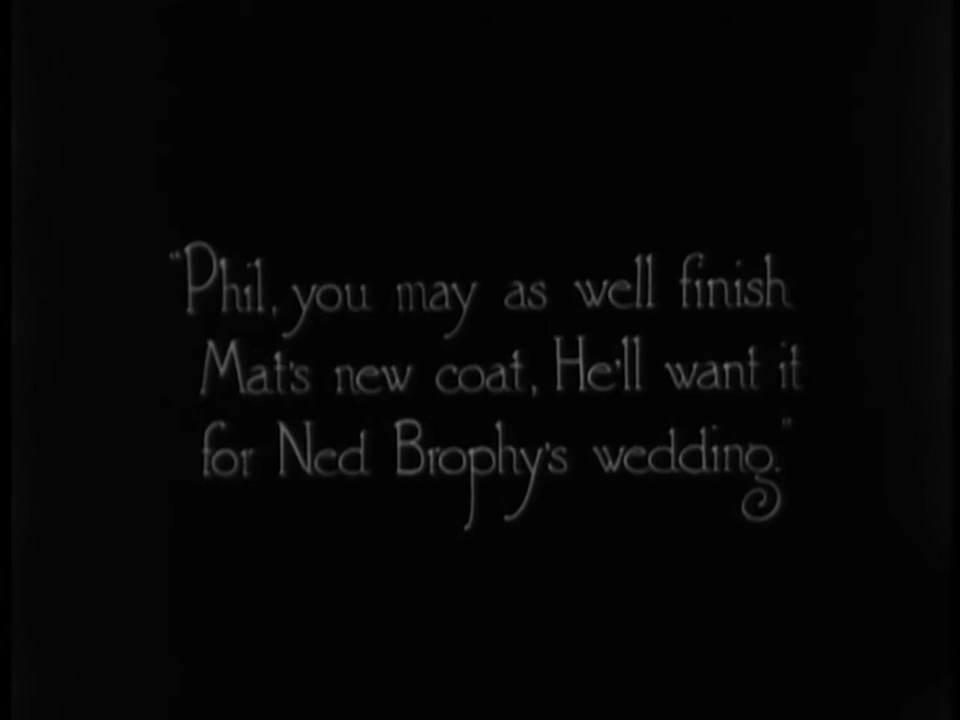 "Phil, you may as well finish
Mat's new coat, He'll want it
for Ned Brophy's wedding."